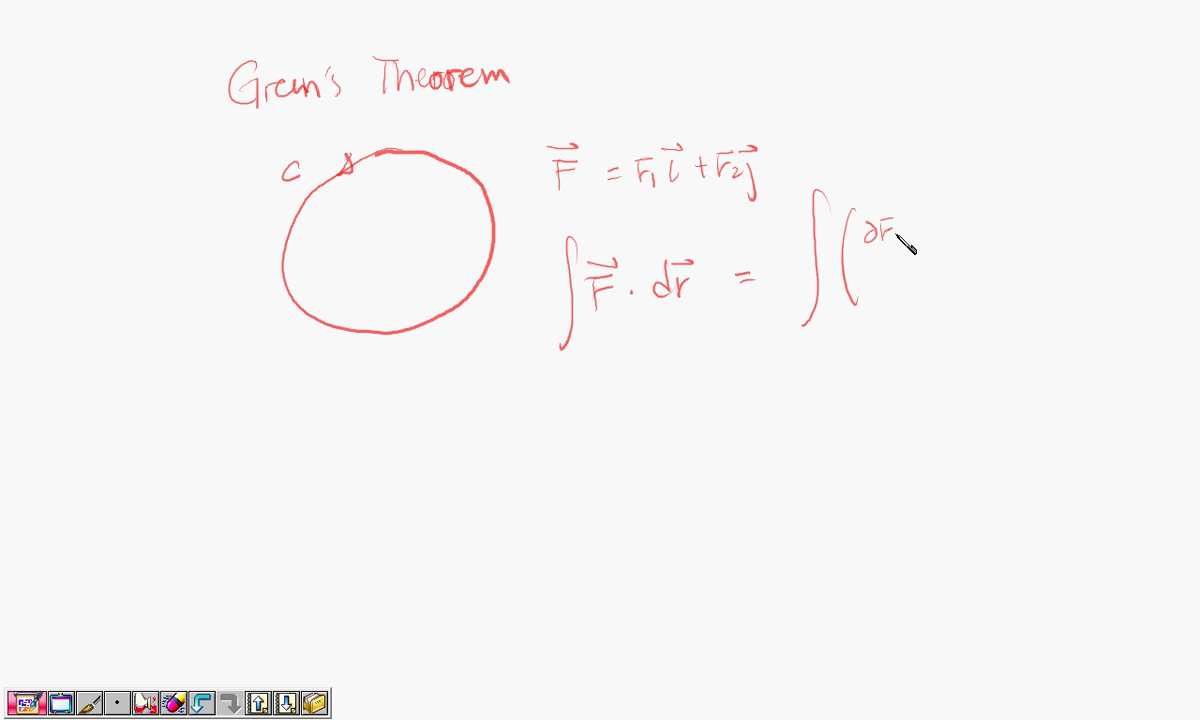 Green's Theorem
C
F⃗ = F₁i⃗ + F₂j⃗
∫ F⃗ · dr⃗ = ∫ ( ∂F